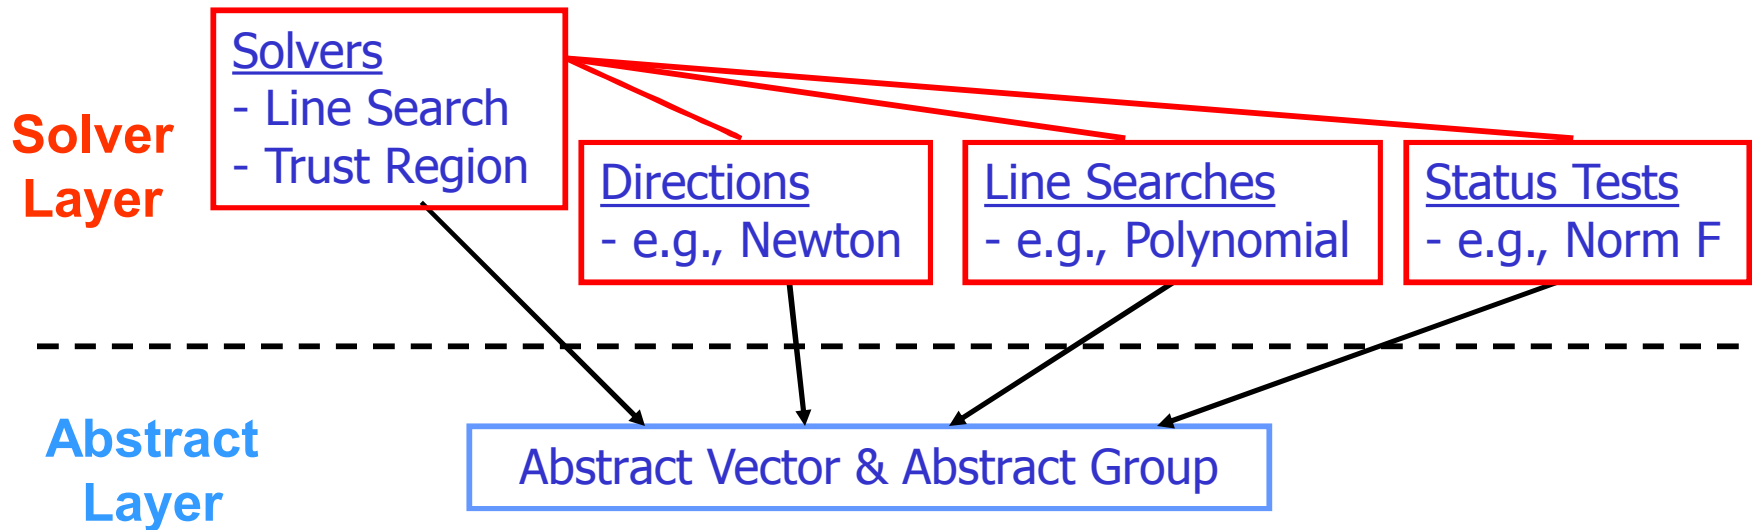 Solver
Layer
Solvers
- Line Search
- Trust Region
Directions
- e.g., Newton
Line Searches
- e.g., Polynomial
Status Tests
- e.g., Norm F
Abstract
Layer
Abstract Vector & Abstract Group